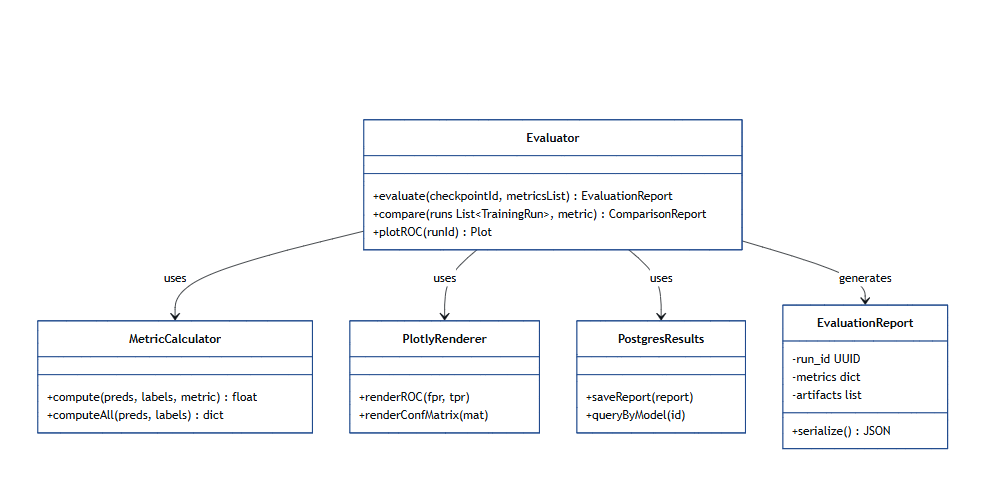 Evaluator
+evaluate(checkpointId, metricsList) : EvaluationReport
+compare(runs List<TrainingRun>, metric) : ComparisonReport
+plotROC(runId) : Plot
uses
uses
uses
generates
MetricCalculator
+compute(preds, labels, metric) : float
+computeAll(preds, labels) : dict
PlotlyRenderer
+renderROC(fpr, tpr)
+renderConfMatrix(mat)
PostgresResults
+saveReport(report)
+queryByModel(id)
EvaluationReport
-run_id UUID
-metrics dict
-artifacts list
+serialize() : JSON